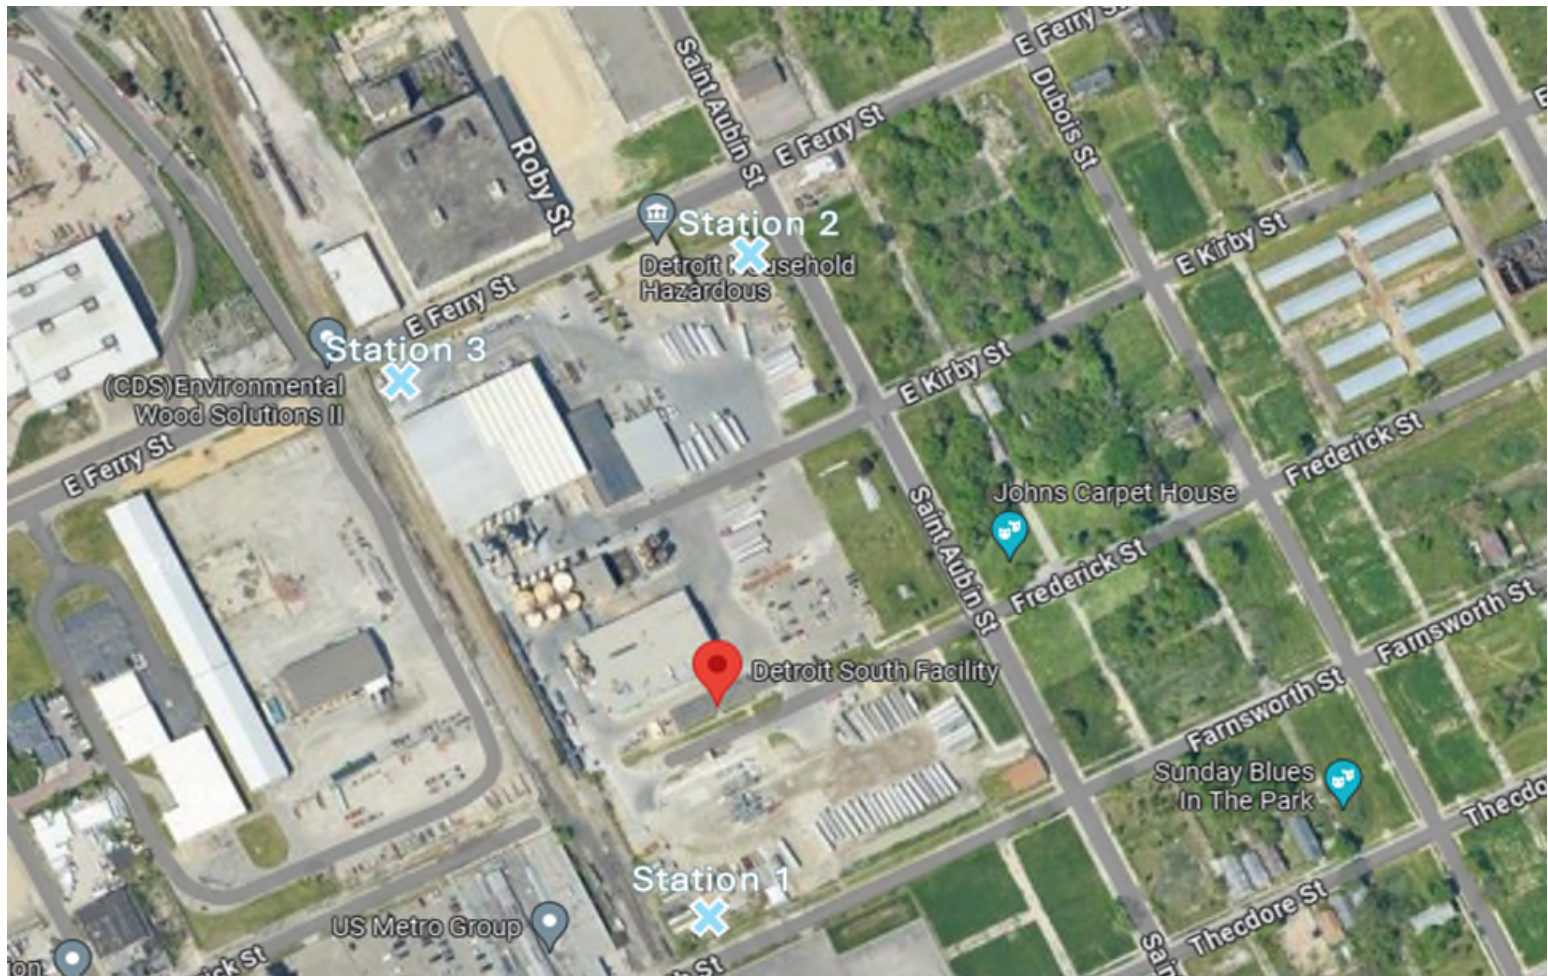 E Ferry St
Saint Aubin St
Dubois St
E Ferry St
Roby St
Station 2
Detroit Household
Hazardous
E Kirby St
E Ferry St
Station 3
(CDS)Environmental
Wood Solutions II
E Kirby St
E Ferry St
Frederick St
Johns Carpet House
Saint Aubin St
Frederick St
Farnsworth St
Detroit South Facility
Farnsworth St
Sunday Blues
In The Park
Station 1
US Metro Group
Theodore St